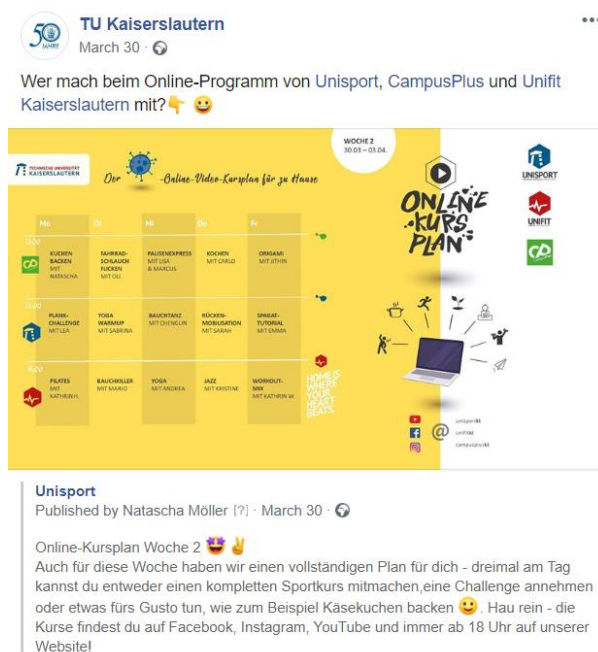 TU Kaiserslautern
March 30
Wer mach beim Online-Programm von Unisport, CampusPlus und Unifit
Kaiserslautern mit?👇 😀
WOCHE 2
30.03 – 03.04.
TECHNISCHE UNIVERSITÄT
KAISERSLAUTERN
Der -Online-Video-Kursplan für zu Hause
UNISPORT
UNIFIT
ONLINE
KURS
PLAN
Mo Di Mi Do Fr
KUCHEN
BACKEN
MIT
NATASCHA
FAHRRAD-
SCHLAUCH
FLICKEN
MIT OLI
PAUSENEXPRESS
MIT LISA
& MARCUS
KOCHEN
MIT CARLO
ORIGAMI
MIT JITHIN
PLANK-
CHALLENGE
MIT LEA
YOGA
WARMUP
MIT SABRINA
BAUCHTANZ
MIT CHENGLIN
RÜCKEN-
MOBILISATION
MIT SARAH
SPAGAT-
TUTORIAL
MIT EMMA
PILATES
MIT
KATHRIN H.
BAUCHKILLER
MIT MARIO
YOGA
MIT ANDREA
JAZZ
MIT KRISTINE
WORKOUT-
MIX
MIT KATHRIN W.
HOME IS
WHERE
YOUR
HEART
BEATS.
@
unisportkl
unifitkl
campuspluskl
Unisport
Published by Natascha Möller [?] · March 30
Online-Kursplan Woche 2 🤩✌
Auch für diese Woche haben wir einen vollständigen Plan für dich - dreimal am Tag
kannst du entweder einen kompletten Sportkurs mitmachen,eine Challenge annehmen
oder etwas fürs Gusto tun, wie zum Beispiel Käsekuchen backen 🙂. Hau rein - die
Kurse findest du auf Facebook, Instagram, YouTube und immer ab 18 Uhr auf unserer
Website!